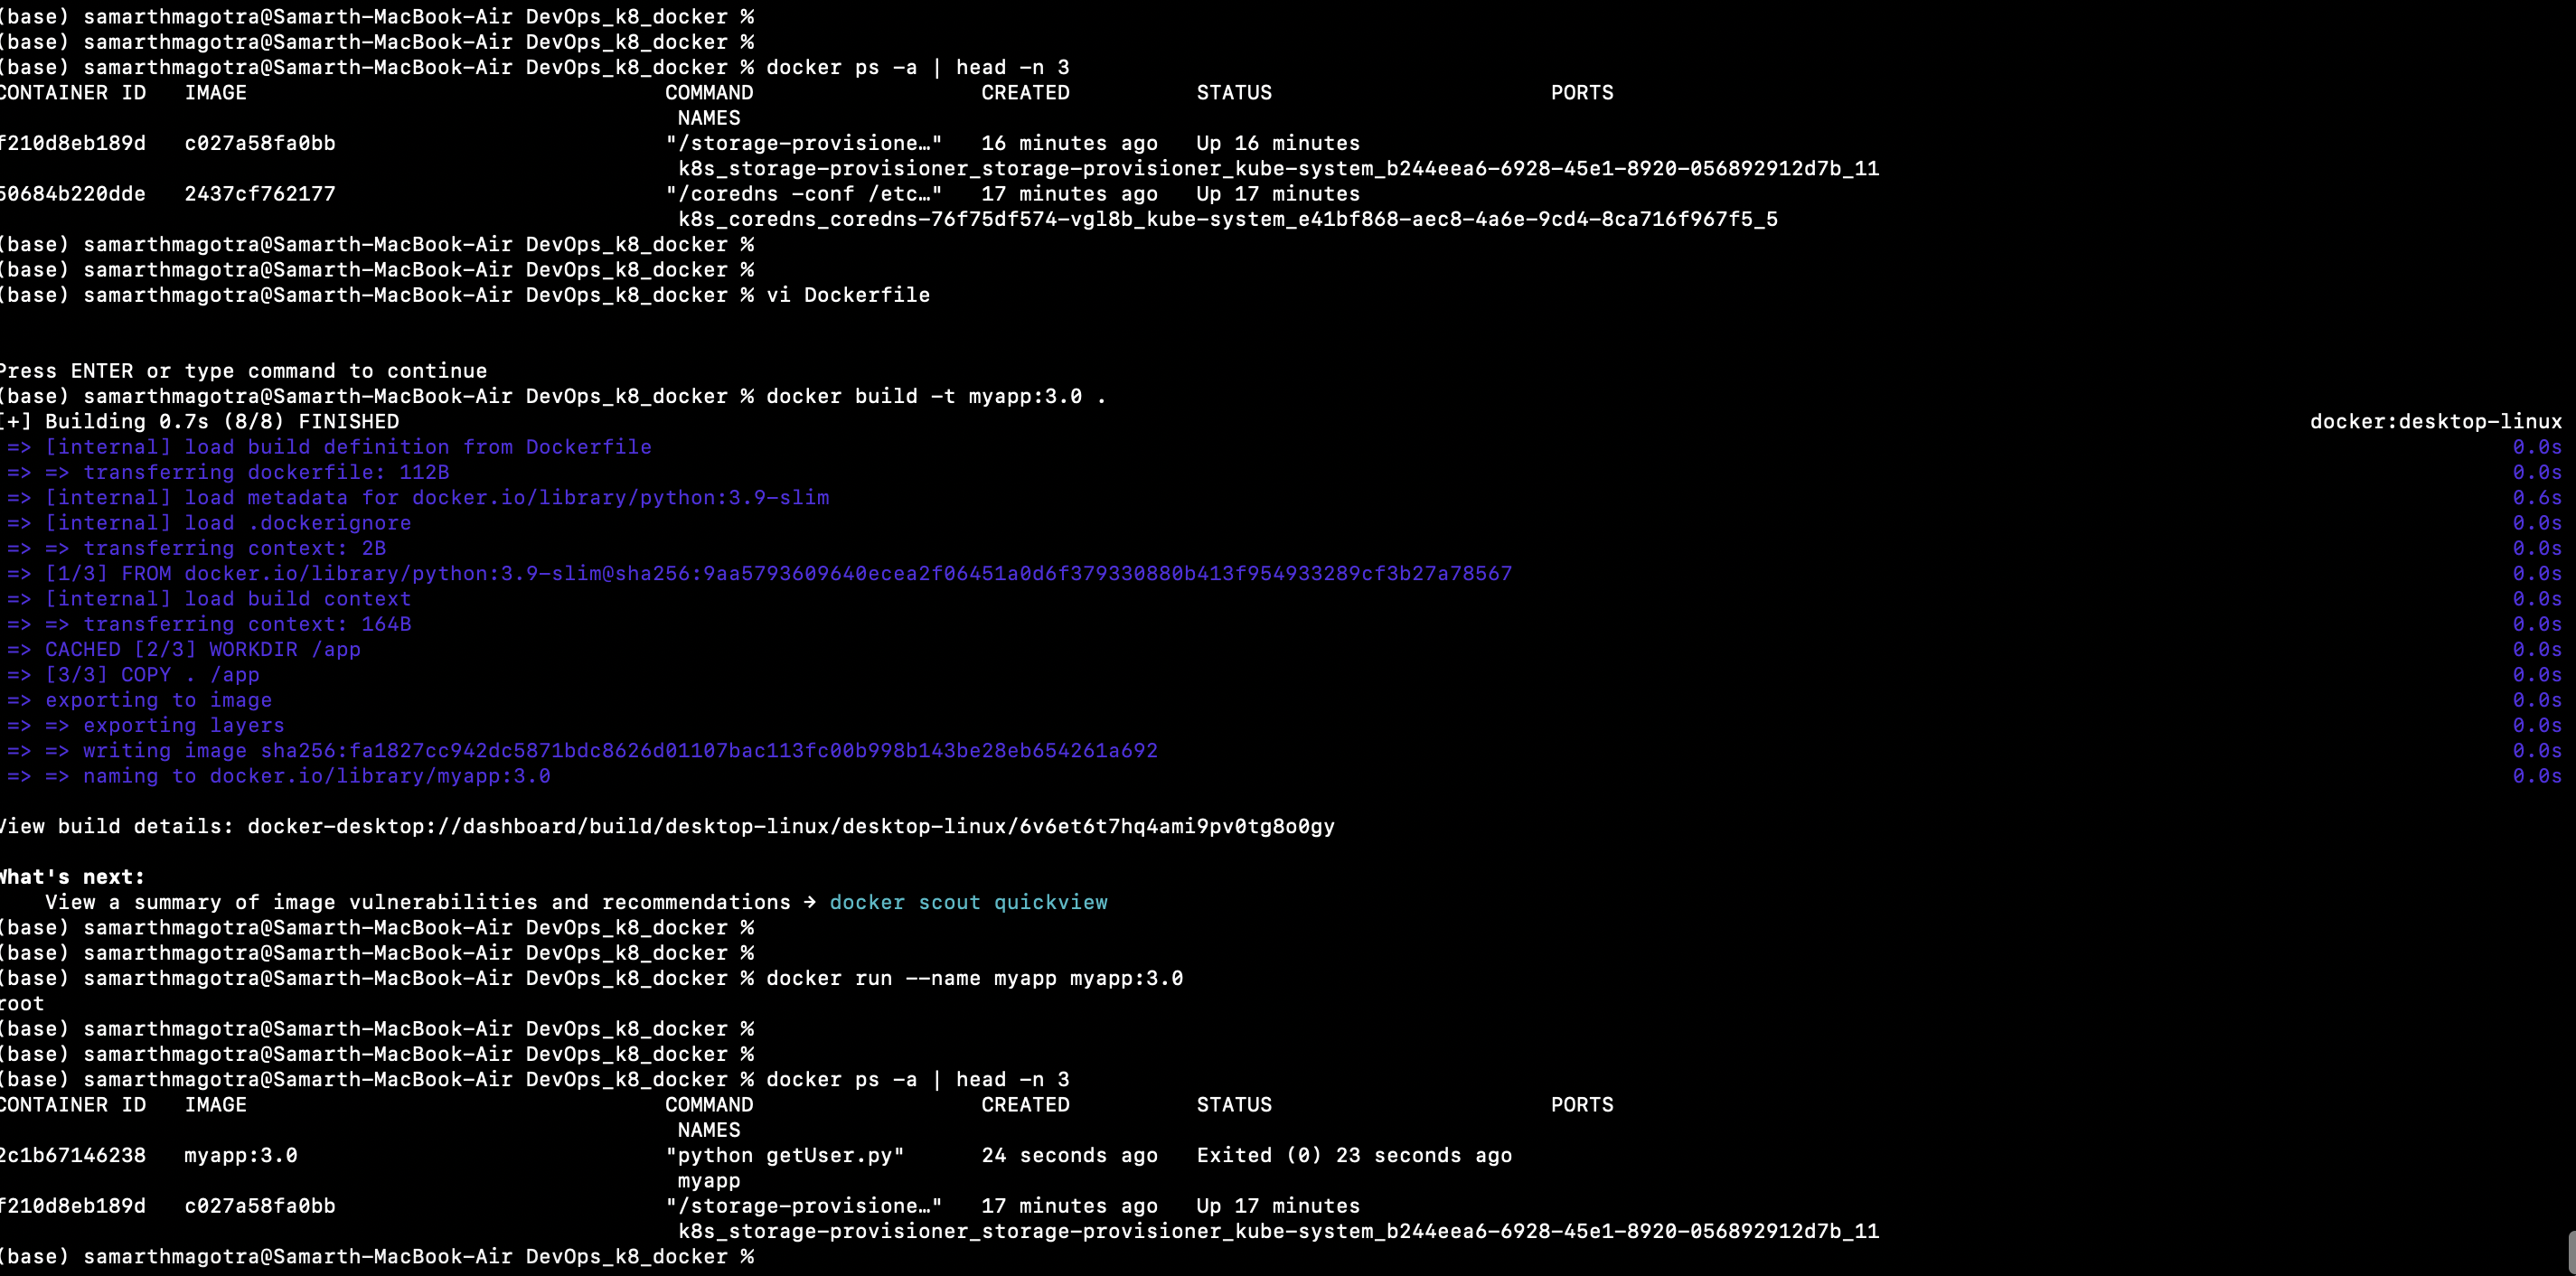 (base) samarthmagotra@Samarth-MacBook-Air DevOps_k8_docker %
(base) samarthmagotra@Samarth-MacBook-Air DevOps_k8_docker %
(base) samarthmagotra@Samarth-MacBook-Air DevOps_k8_docker % docker ps -a | head -n 3
CONTAINER ID   IMAGE   COMMAND   CREATED   STATUS   PORTS
NAMES
f210d8eb189d   c027a58fa0bb   "/storage-provisione…"   16 minutes ago   Up 16 minutes
k8s_storage-provisioner_storage-provisioner_kube-system_b244eea6-6928-45e1-8920-056892912d7b_11
50684b220dde   2437cf762177   "/coredns -conf /etc…"   17 minutes ago   Up 17 minutes
k8s_coredns_coredns-76f75df574-vgl8b_kube-system_e41bf868-aec8-4a6e-9cd4-8ca716f967f5_5
(base) samarthmagotra@Samarth-MacBook-Air DevOps_k8_docker %
(base) samarthmagotra@Samarth-MacBook-Air DevOps_k8_docker %
(base) samarthmagotra@Samarth-MacBook-Air DevOps_k8_docker % vi Dockerfile
Press ENTER or type command to continue
(base) samarthmagotra@Samarth-MacBook-Air DevOps_k8_docker % docker build -t myapp:3.0 .
[+] Building 0.7s (8/8) FINISHED   docker:desktop-linux
=> [internal] load build definition from Dockerfile   0.0s
=> => transferring dockerfile: 112B   0.0s
=> [internal] load metadata for docker.io/library/python:3.9-slim   0.6s
=> [internal] load .dockerignore   0.0s
=> => transferring context: 2B   0.0s
=> [1/3] FROM docker.io/library/python:3.9-slim@sha256:9aa5793609640ecea2f06451a0d6f379330880b413f954933289cf3b27a78567   0.0s
=> [internal] load build context   0.0s
=> => transferring context: 164B   0.0s
=> CACHED [2/3] WORKDIR /app   0.0s
=> [3/3] COPY . /app   0.0s
=> exporting to image   0.0s
=> => exporting layers   0.0s
=> => writing image sha256:fa1827cc942dc5871bdc8626d01107bac113fc00b998b143be28eb654261a692   0.0s
=> => naming to docker.io/library/myapp:3.0   0.0s
View build details: docker-desktop://dashboard/build/desktop-linux/desktop-linux/6v6et6t7hq4ami9pv0tg8o0gy
What's next:
View a summary of image vulnerabilities and recommendations → docker scout quickview
(base) samarthmagotra@Samarth-MacBook-Air DevOps_k8_docker %
(base) samarthmagotra@Samarth-MacBook-Air DevOps_k8_docker %
(base) samarthmagotra@Samarth-MacBook-Air DevOps_k8_docker % docker run --name myapp myapp:3.0
root
(base) samarthmagotra@Samarth-MacBook-Air DevOps_k8_docker %
(base) samarthmagotra@Samarth-MacBook-Air DevOps_k8_docker %
(base) samarthmagotra@Samarth-MacBook-Air DevOps_k8_docker % docker ps -a | head -n 3
CONTAINER ID   IMAGE   COMMAND   CREATED   STATUS   PORTS
NAMES
2c1b67146238   myapp:3.0   "python getUser.py"   24 seconds ago   Exited (0) 23 seconds ago
myapp
f210d8eb189d   c027a58fa0bb   "/storage-provisione…"   17 minutes ago   Up 17 minutes
k8s_storage-provisioner_storage-provisioner_kube-system_b244eea6-6928-45e1-8920-056892912d7b_11
(base) samarthmagotra@Samarth-MacBook-Air DevOps_k8_docker %